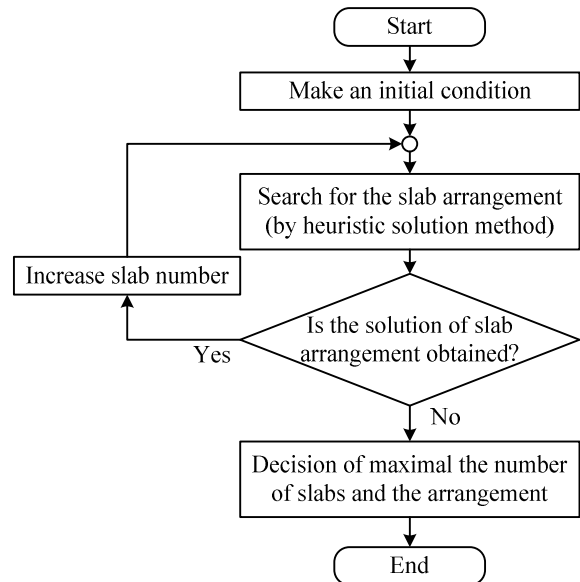 Start
Make an initial condition
Search for the slab arrangement
(by heuristic solution method)
Increase slab number
Is the solution of slab
arrangement obtained?
Yes
No
Decision of maximal the number
of slabs and the arrangement
End